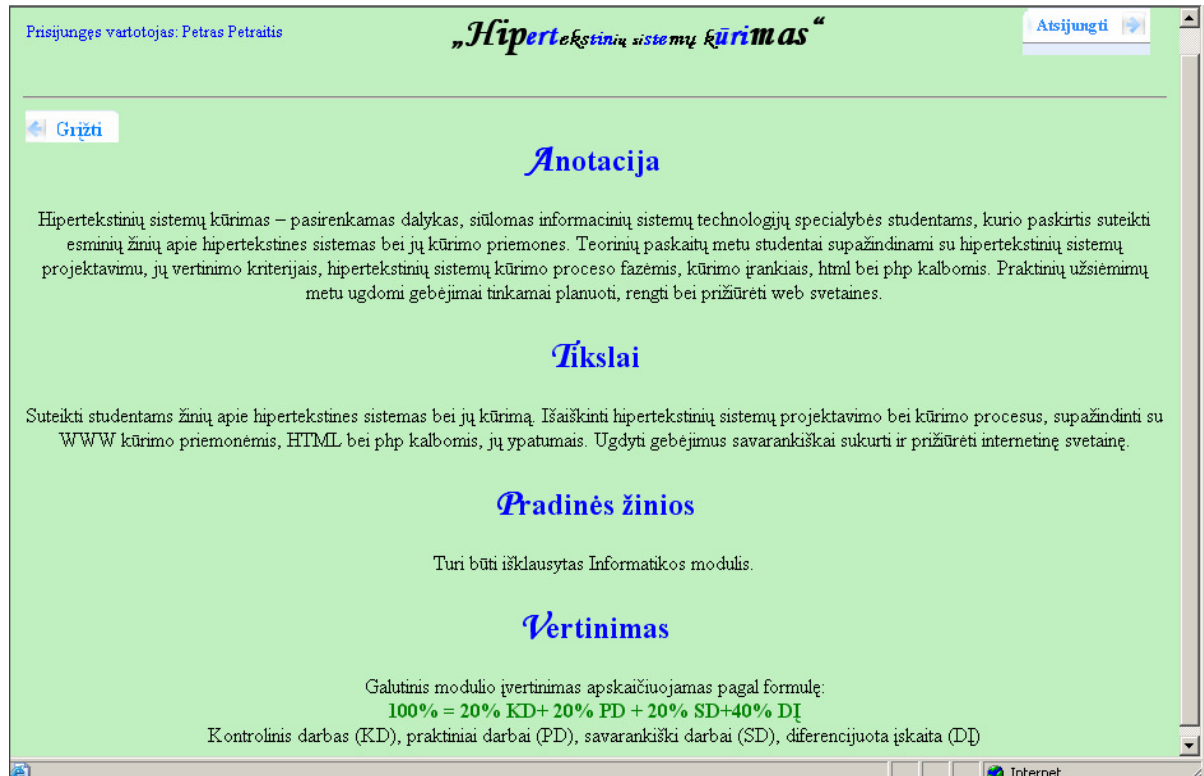 Prisijungęs vartotojas: Petras Petraitis
„Hipertekstinių sistemų kūrimas“
Atsijungti
Grįžti
Anotacija
Hipertekstinių sistemų kūrimas – pasirenkamas dalykas, siūlomas informacinių sistemų technologijų specialybės studentams, kurio paskirtis suteikti
esminių žinių apie hipertekstines sistemas bei jų kūrimo priemones. Teorinių paskaitų metu studentai supažindinami su hipertekstinių sistemų
projektavimu, jų vertinimo kriterijais, hipertekstinių sistemų kūrimo proceso fazėmis, kūrimo įrankiais, html bei php kalbomis. Praktinių užsiėmimų
metu ugdomi gebėjimai tinkamai planuoti, rengti bei prižiūrėti web svetaines.
Tikslai
Suteikti studentams žinių apie hipertekstines sistemas bei jų kūrimą. Išaiškinti hipertekstinių sistemų projektavimo bei kūrimo procesus, supažindinti su
WWW kūrimo priemonėmis, HTML bei php kalbomis, jų ypatumais. Ugdyti gebėjimus savarankiškai sukurti ir prižiūrėti internetinę svetainę.
Pradinės žinios
Turi būti išklausytas Informatikos modulis.
Vertinimas
Galutinis modulio įvertinimas apskaičiuojamas pagal formulę:
100% = 20% KD+ 20% PD + 20% SD+40% DĮ
Kontrolinis darbas (KD), praktiniai darbai (PD), savarankiški darbai (SD), diferencijuota įskaita (DĮ)
Internet